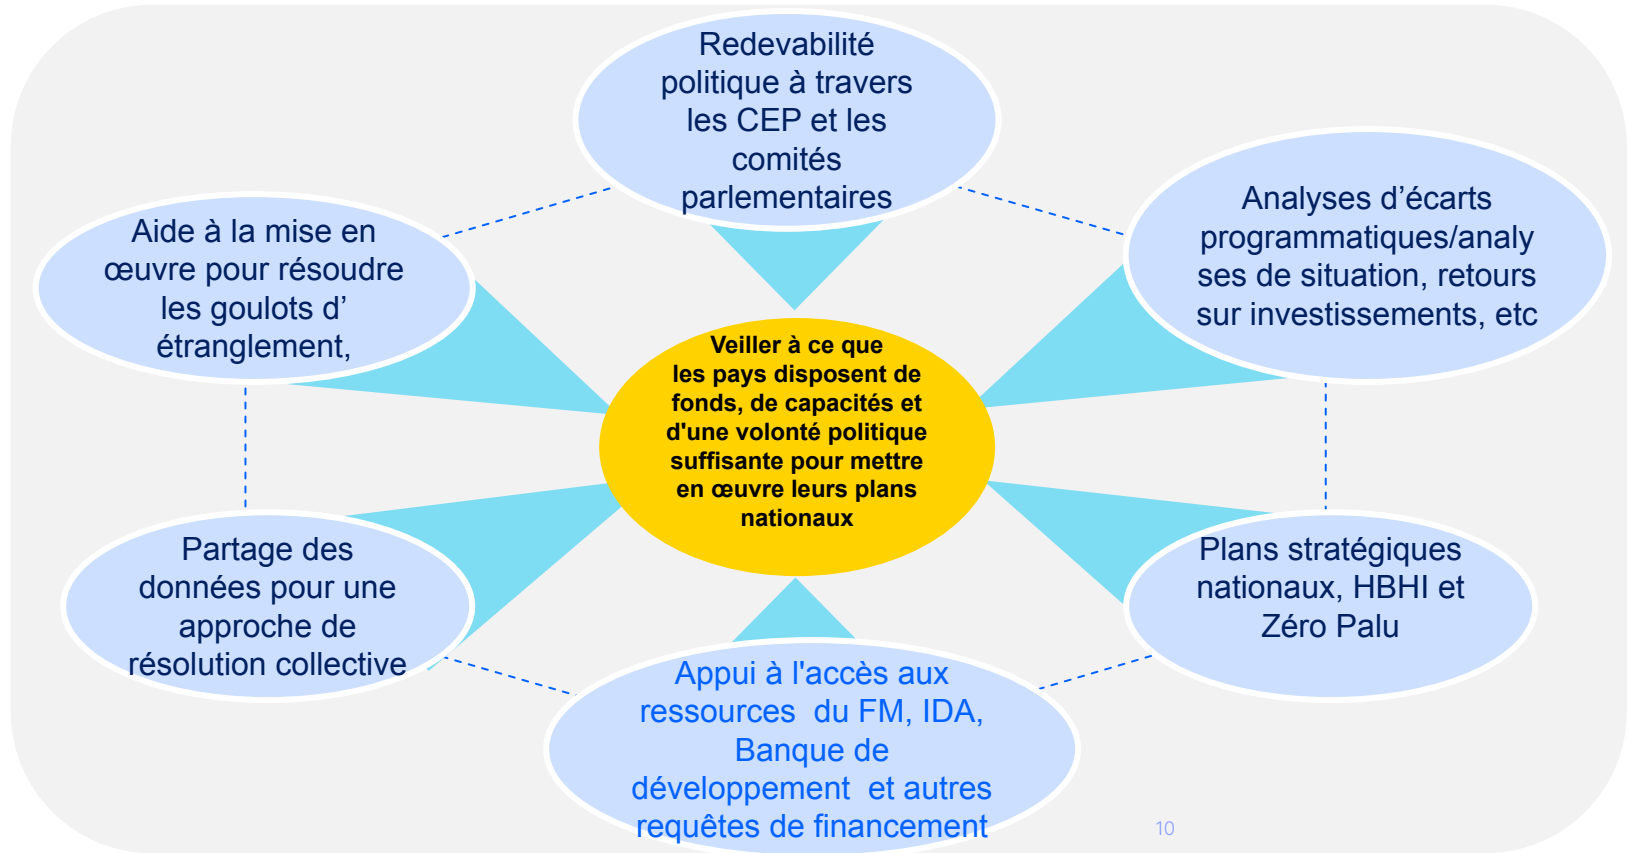 Redevabilité
politique à travers
les CEP et les
comités
parlementaires
Analyses d’écarts
programmatiques/analy
ses de situation, retours
sur investissements, etc
Aide à la mise en
œuvre pour résoudre
les goulots d’
étranglement,
Veiller à ce que
les pays disposent de
fonds, de capacités et
d'une volonté politique
suffisante pour mettre
en œuvre leurs plans
nationaux
Partage des
données pour une
approche de
résolution collective
Plans stratégiques
nationaux, HBHI et
Zéro Palu
Appui à l'accès aux
ressources du FM, IDA,
Banque de
développement et autres
requêtes de financement
10